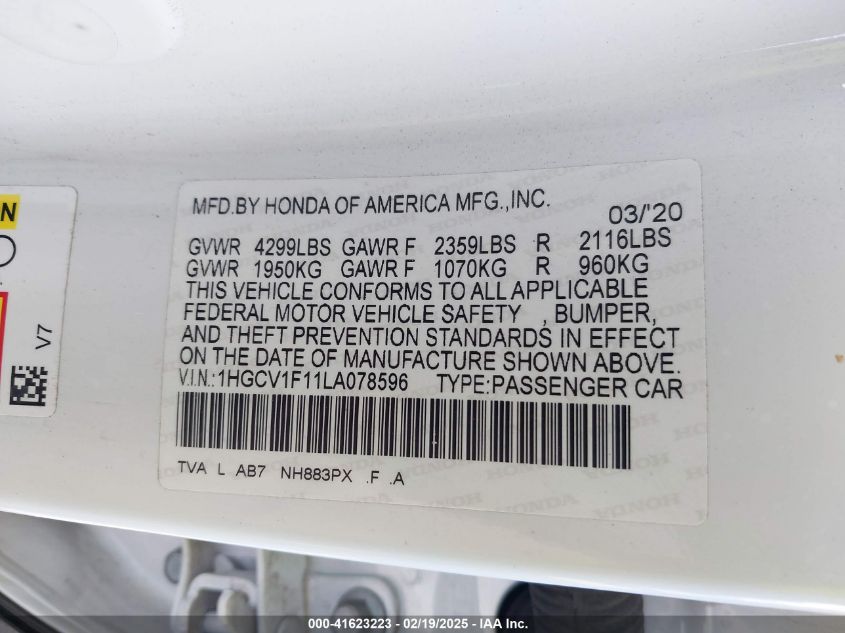 MFD.BY HONDA OF AMERICA MFG.,INC. 03/'20
GVWR 4299LBS GAWR F 2359LBS R 2116LBS
GVWR 1950KG GAWR F 1070KG R 960KG
THIS VEHICLE CONFORMS TO ALL APPLICABLE
FEDERAL MOTOR VEHICLE SAFETY , BUMPER,
AND THEFT PREVENTION STANDARDS IN EFFECT
ON THE DATE OF MANUFACTURE SHOWN ABOVE.
V.I.N.:1HGCV1F11LA078596 TYPE:PASSENGER CAR
TVA L AB7 NH883PX .F .A
V7
000-41623223 - 02/19/2025 - IAA, Inc.